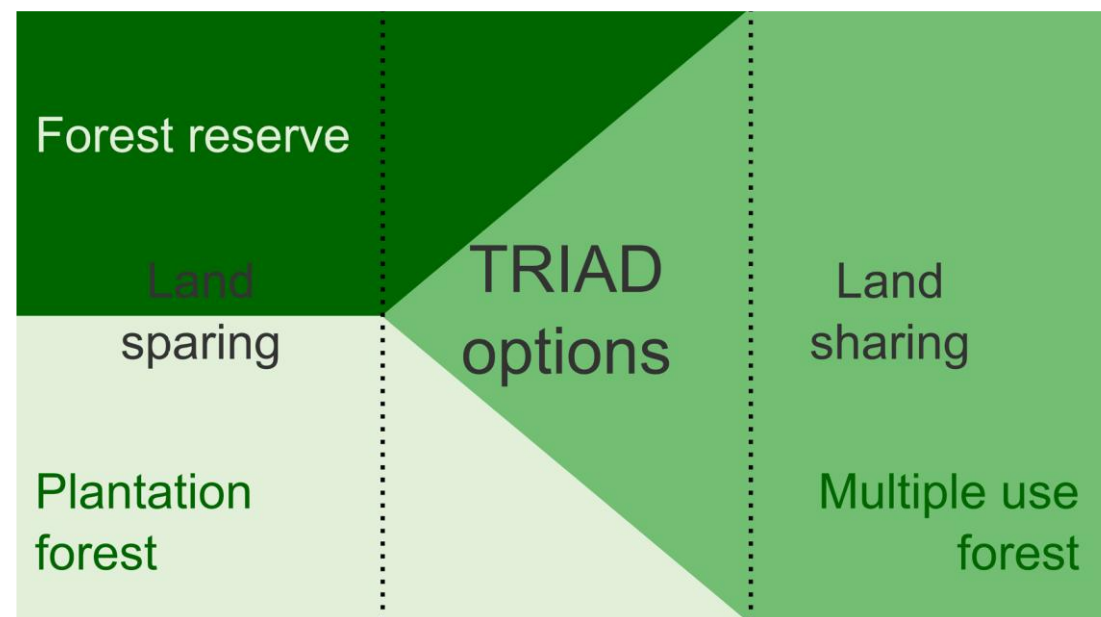 Forest reserve
Land
sparing
TRIAD
options
Land
sharing
Plantation
forest
Multiple use
forest